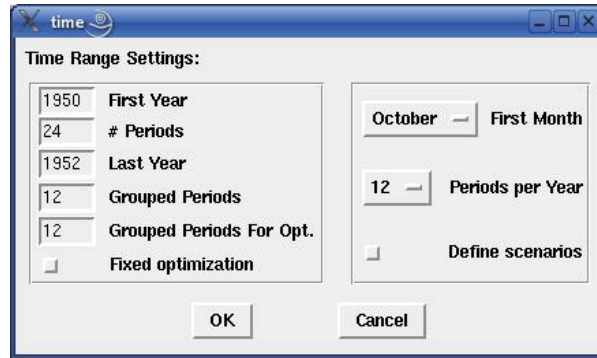 time
Time Range Settings:
1950 First Year
24 # Periods
1952 Last Year
12 Grouped Periods
12 Grouped Periods For Opt.
Fixed optimization
October First Month
12 Periods per Year
Define scenarios
OK Cancel